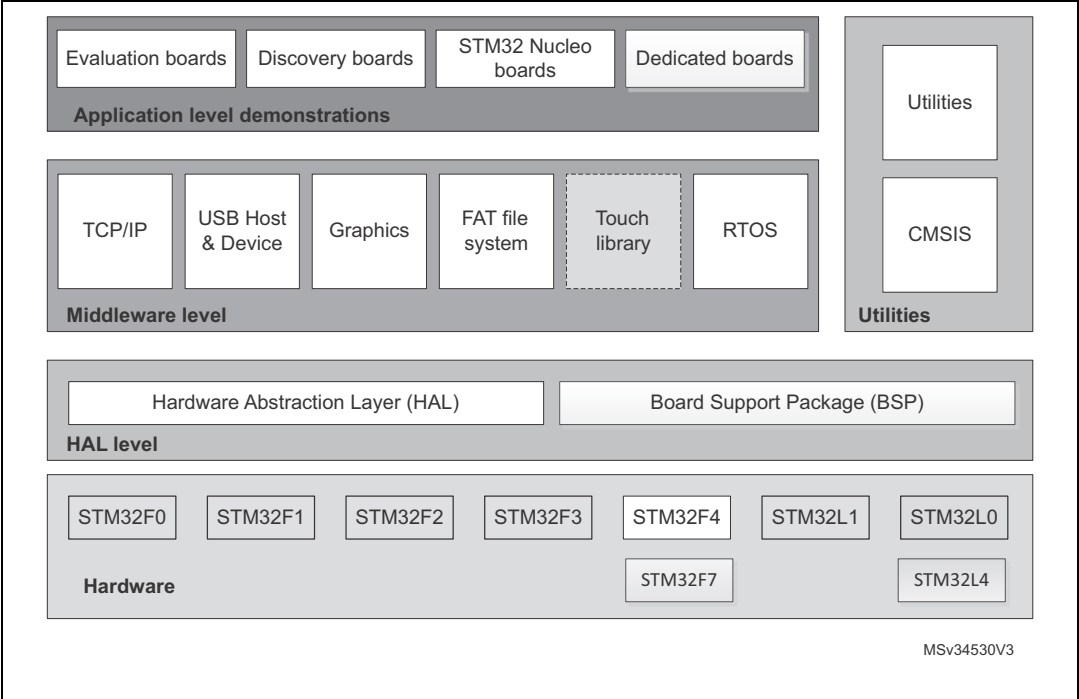 Evaluation boards
Discovery boards
STM32 Nucleo
boards
Dedicated boards
Application level demonstrations
Utilities
CMSIS
Utilities
TCP/IP
USB Host
& Device
Graphics
FAT file
system
Touch
library
RTOS
Middleware level
Hardware Abstraction Layer (HAL)
Board Support Package (BSP)
HAL level
STM32F0
STM32F1
STM32F2
STM32F3
STM32F4
STM32L1
STM32L0
STM32F7
STM32L4
Hardware
MSv34530V3